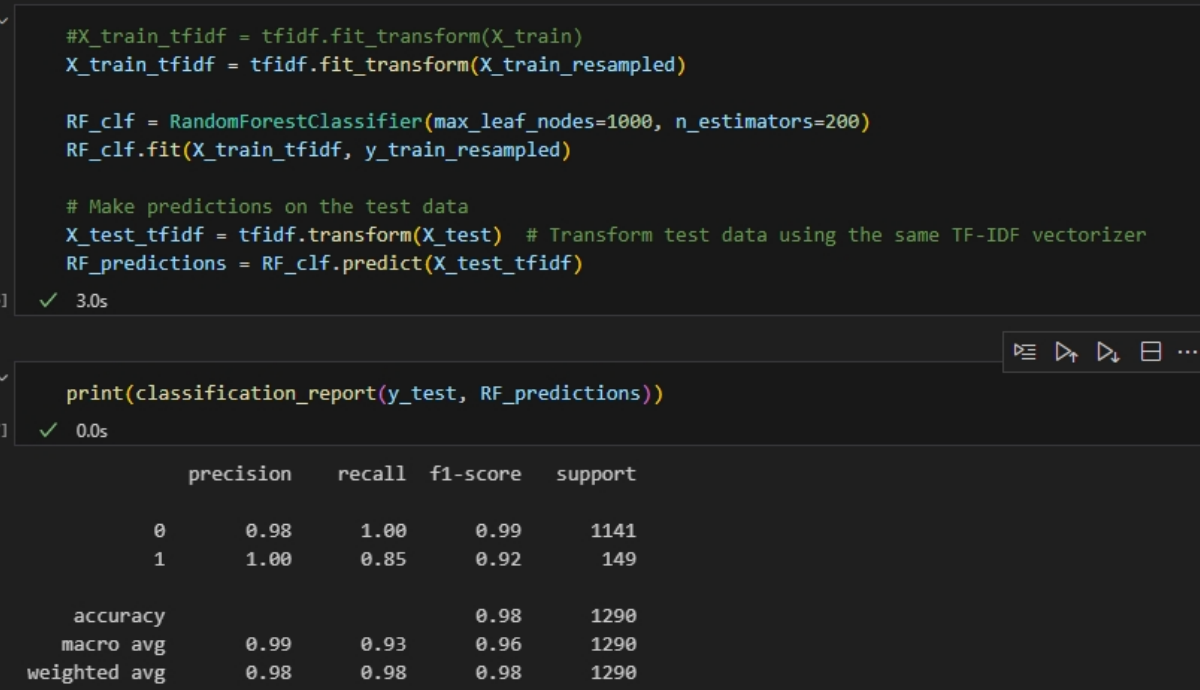 #X_train_tfidf = tfidf.fit_transform(X_train)
X_train_tfidf = tfidf.fit_transform(X_train_resampled)
RF_clf = RandomForestClassifier(max_leaf_nodes=1000, n_estimators=200)
RF_clf.fit(X_train_tfidf, y_train_resampled)
# Make predictions on the test data
X_test_tfidf = tfidf.transform(X_test)  # Transform test data using the same TF-IDF vectorizer
RF_predictions = RF_clf.predict(X_test_tfidf)
] ✓ 3.0s
print(classification_report(y_test, RF_predictions))
] ✓ 0.0s
precision recall f1-score support
0 0.98 1.00 0.99 1141
1 1.00 0.85 0.92 149
accuracy 0.98 1290
macro avg 0.99 0.93 0.96 1290
weighted avg 0.98 0.98 0.98 1290